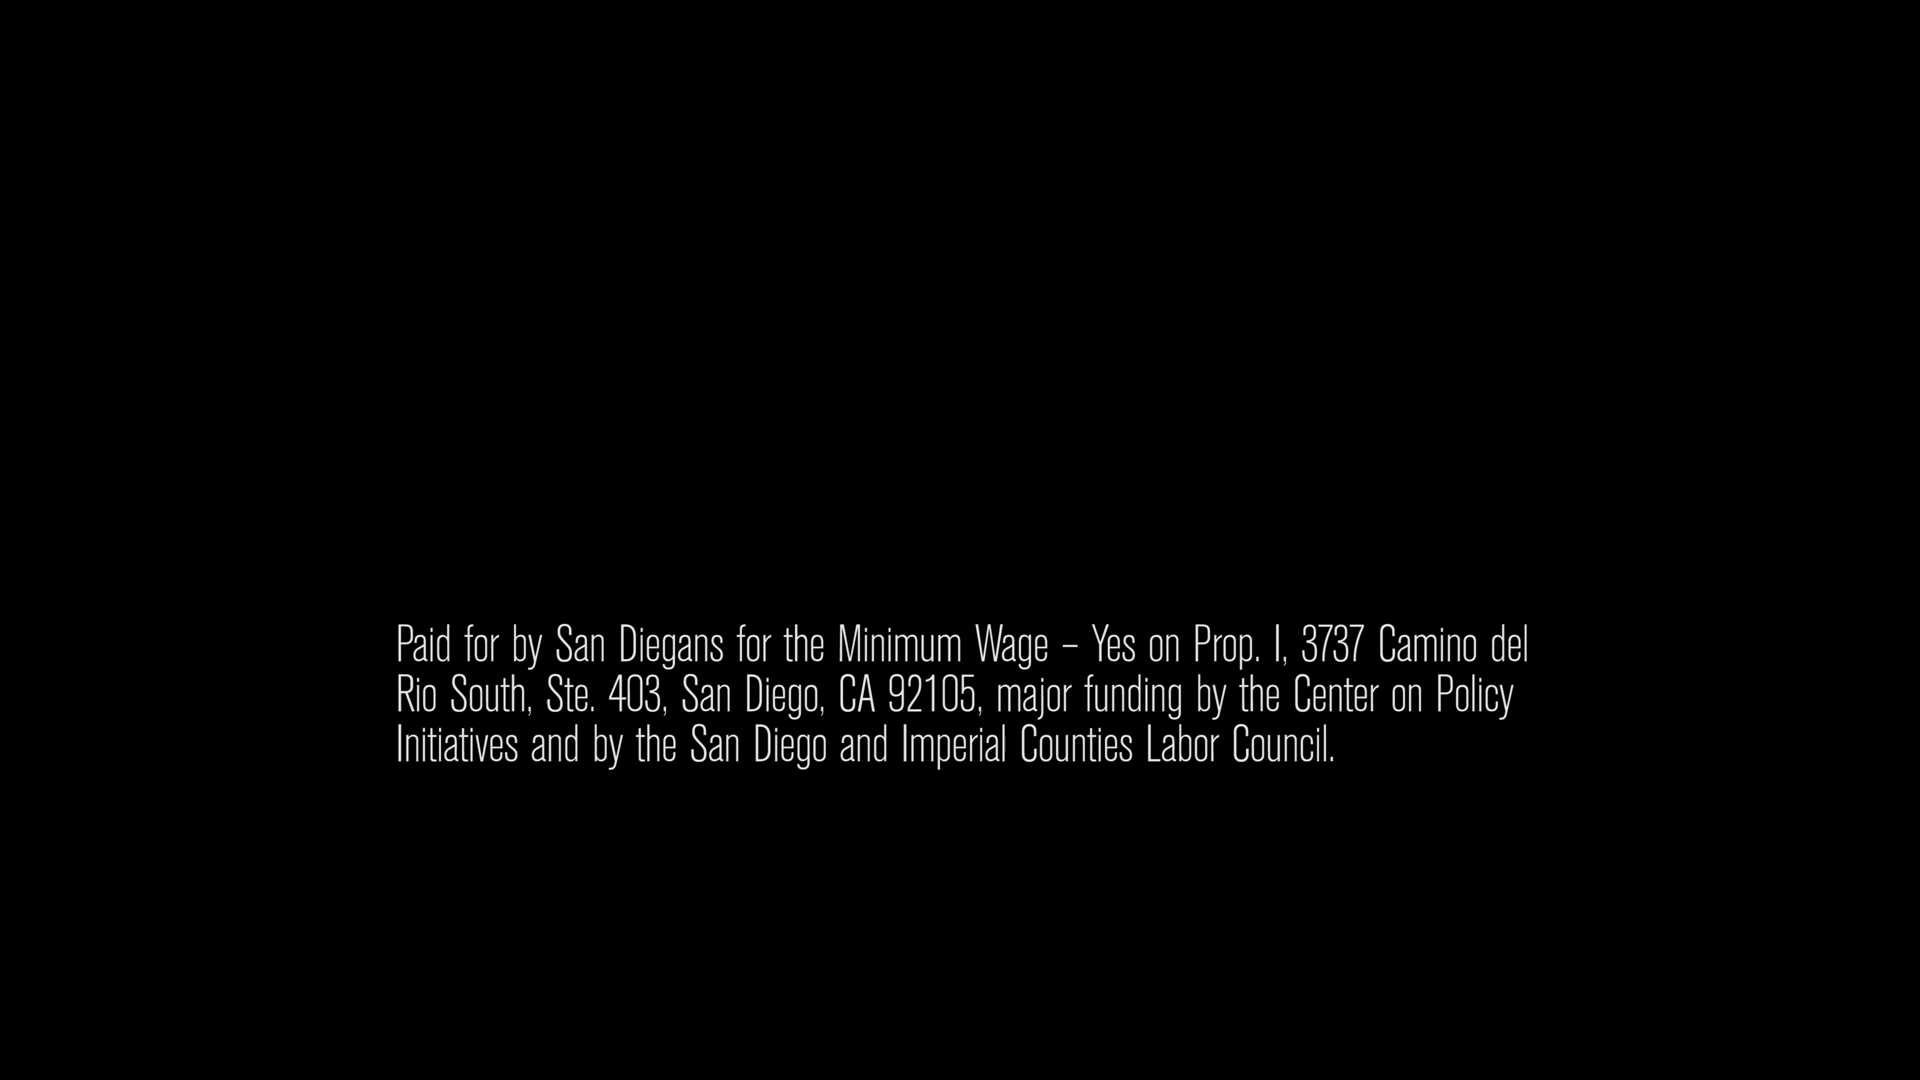 Paid for by San Diegans for the Minimum Wage – Yes on Prop. I, 3737 Camino del
Rio South, Ste. 403, San Diego, CA 92105, major funding by the Center on Policy
Initiatives and by the San Diego and Imperial Counties Labor Council.